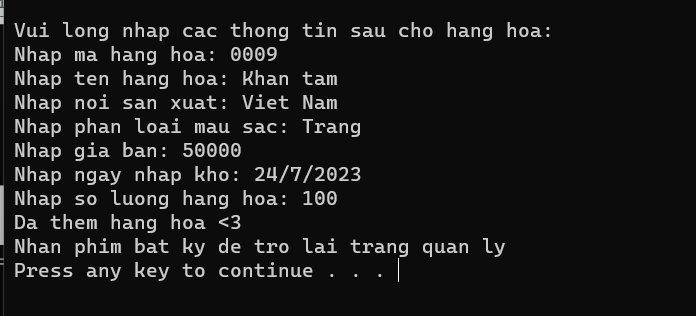 Vui long nhap cac thong tin sau cho hang hoa:
Nhap ma hang hoa: 0009
Nhap ten hang hoa: Khan tam
Nhap noi san xuat: Viet Nam
Nhap phan loai mau sac: Trang
Nhap gia ban: 50000
Nhap ngay nhap kho: 24/7/2023
Nhap so luong hang hoa: 100
Da them hang hoa <3
Nhan phim bat ky de tro lai trang quan ly
Press any key to continue . . .